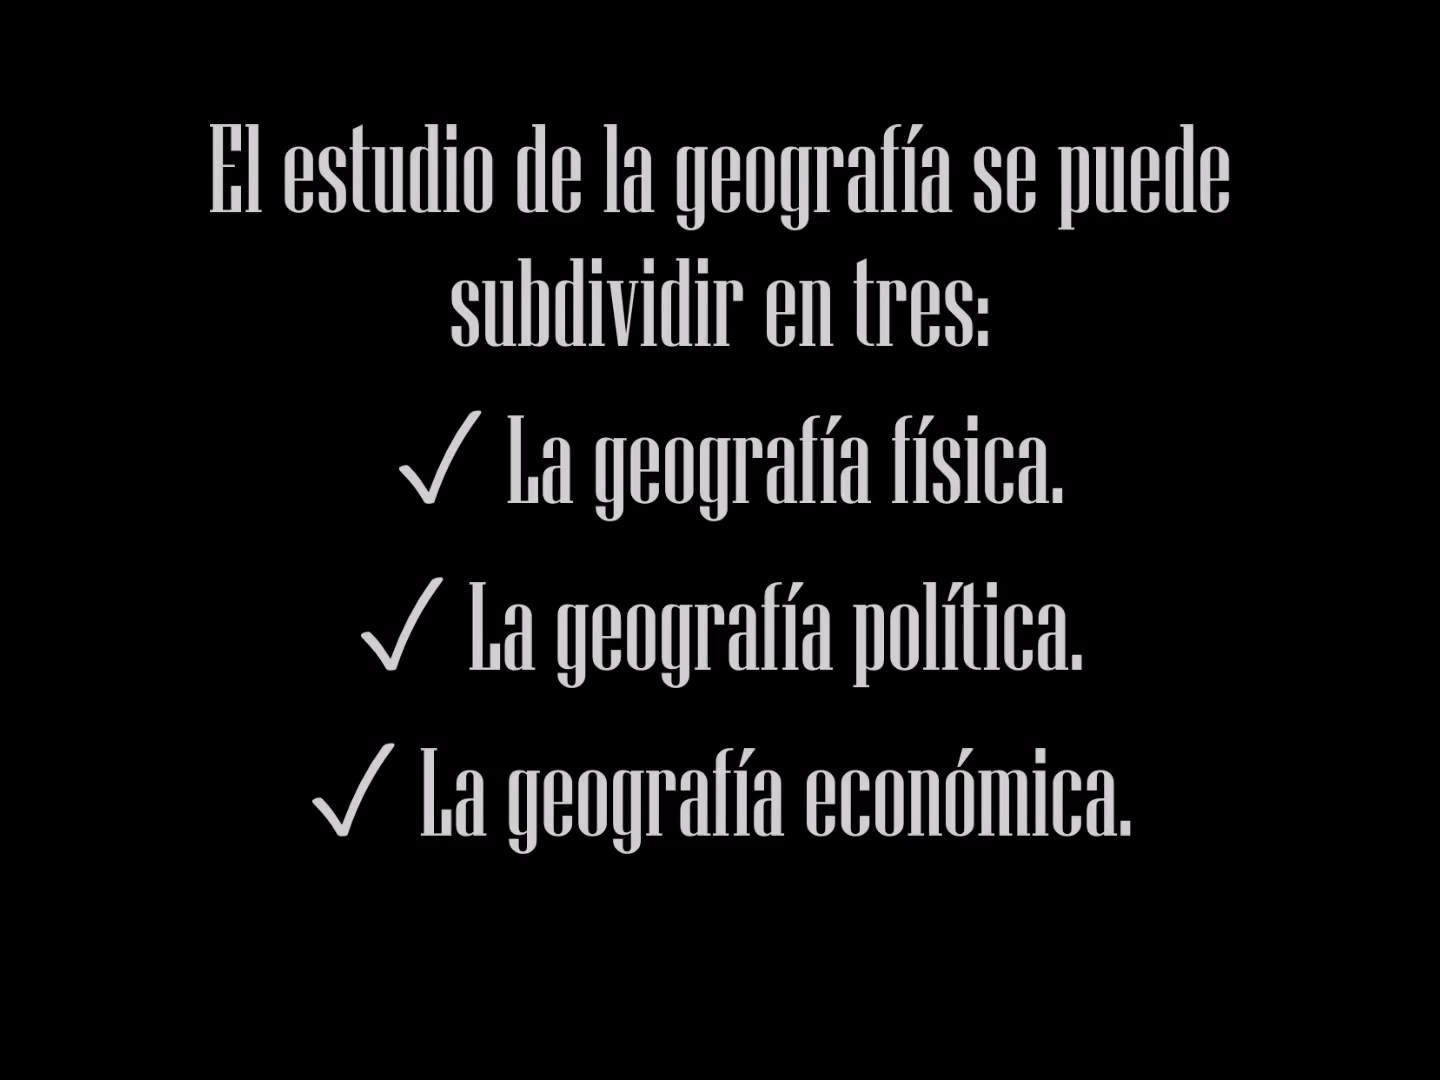 El estudio de la geografía se puede
subdividir en tres:
✓ La geografía física.
✓ La geografía política.
✓ La geografía económica.